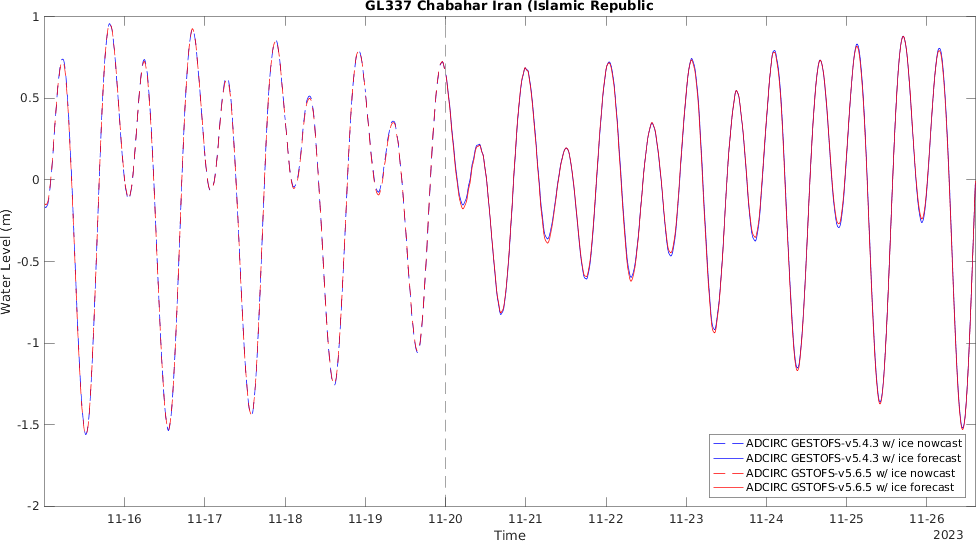 GL337 Chabahar Iran (Islamic Republic
1
0.5
0
-0.5
-1
-1.5
-2
Water Level (m)
ADCIRC GESTOFS-v5.4.3 w/ ice nowcast
ADCIRC GESTOFS-v5.4.3 w/ ice forecast
ADCIRC GSTOFS-v5.6.5 w/ ice nowcast
ADCIRC GSTOFS-v5.6.5 w/ ice forecast
11-16 11-17 11-18 11-19 11-20 11-21 11-22 11-23 11-24 11-25 11-26
Time
2023